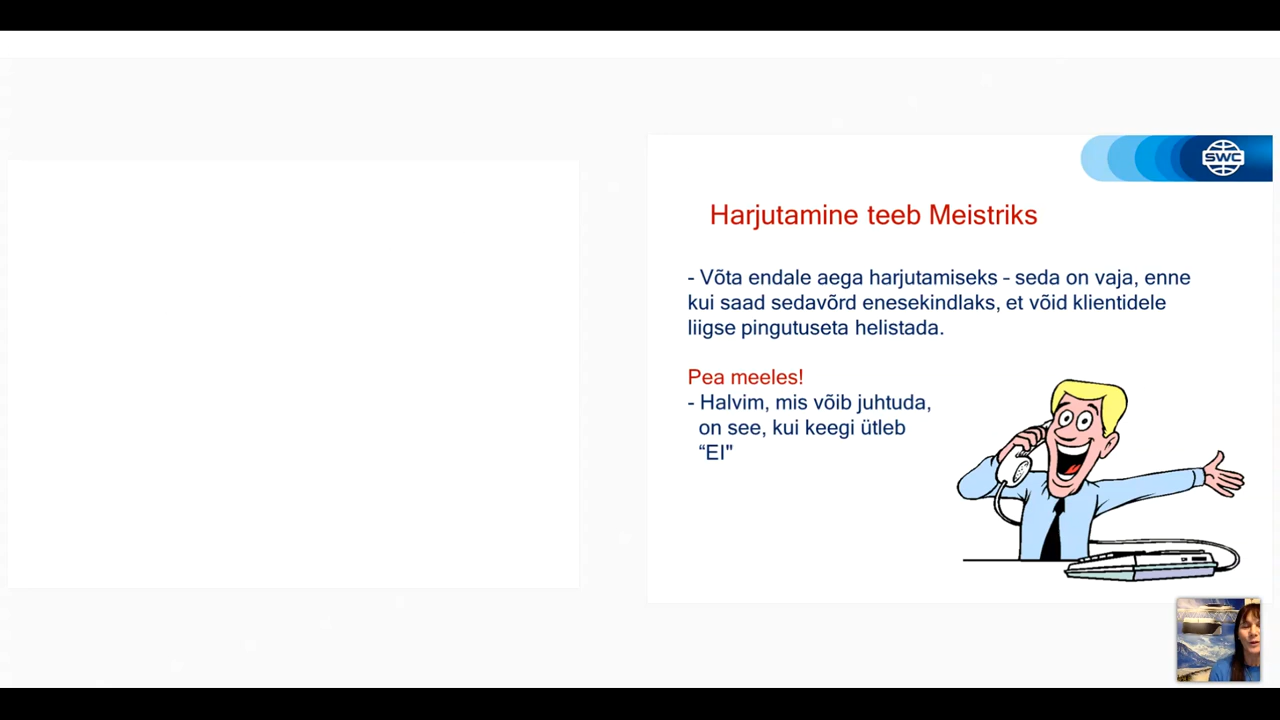 SWC
Harjutamine teeb Meistriks
- Võta endale aega harjutamiseks - seda on vaja, enne
kui saad sedavõrd enesekindlaks, et võid klientidele
liigse pingutuseta helistada.
Pea meeles!
- Halvim, mis võib juhtuda,
on see, kui keegi ütleb
“EI"